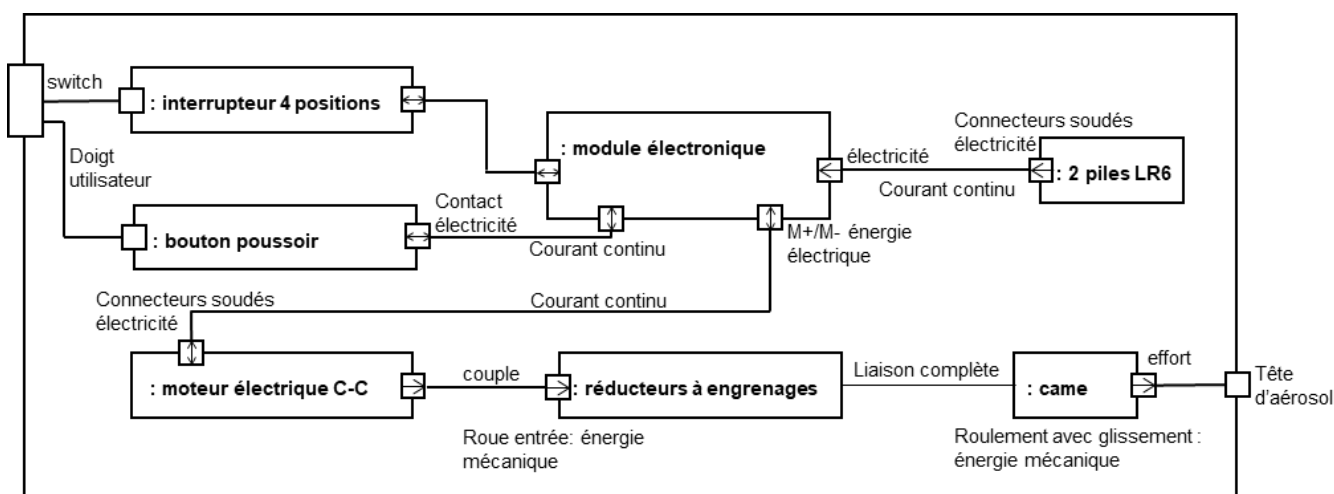 switch
: interrupteur 4 positions
Doigt
utilisateur
: module électronique
Connecteurs soudés
électricité
électricité
: 2 piles LR6
Courant continu
Contact
électricité
: bouton poussoir
Courant continu
M+/M- énergie
électrique
Connecteurs soudés
électricité
Courant continu
: moteur électrique C-C
couple
: réducteurs à engrenages
Liaison complète
: came
effort
Tête
d'aérosol
Roue entrée: énergie
mécanique
Roulement avec glissement :
énergie mécanique